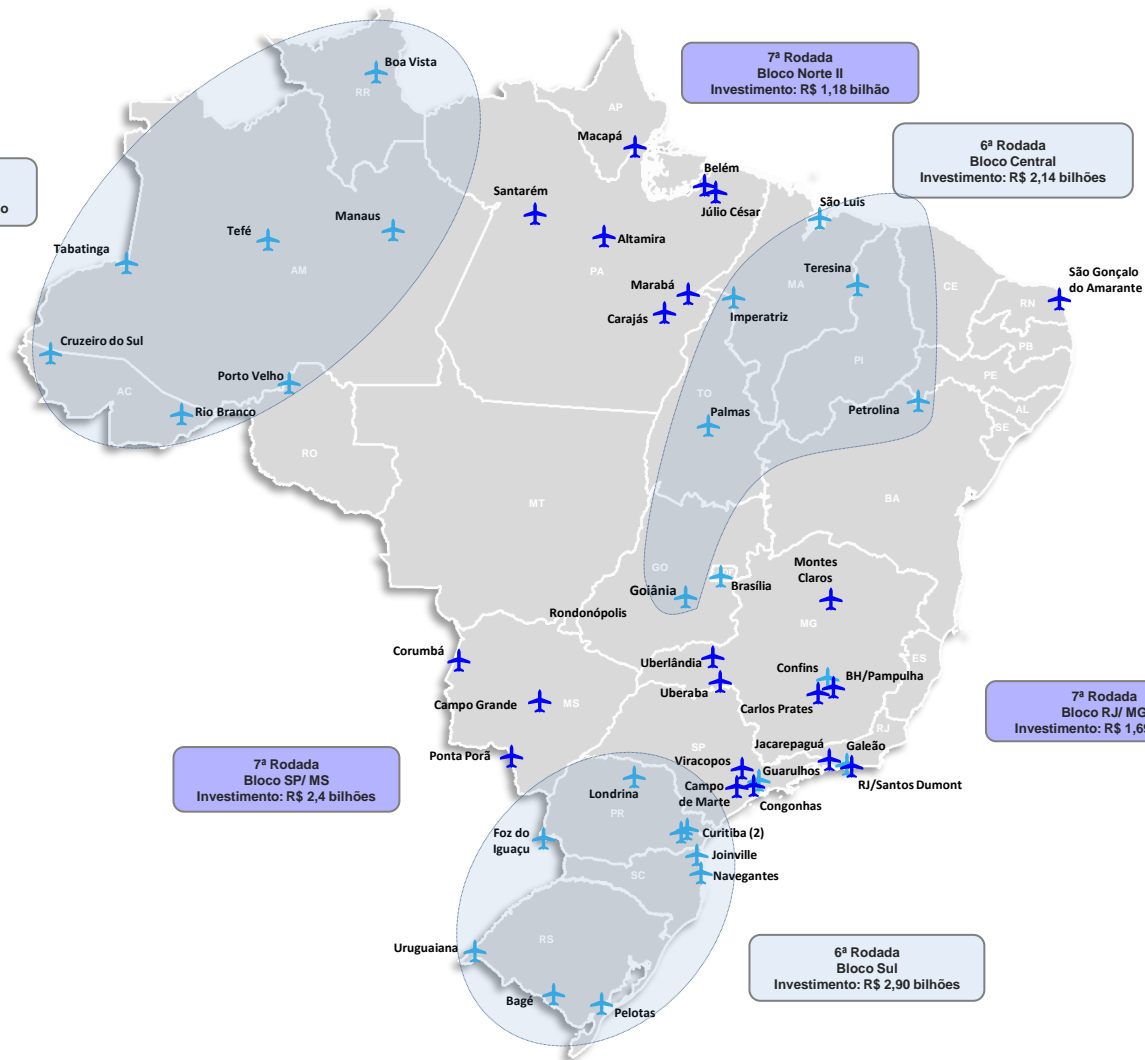 Boa Vista
RR
7ª Rodada
Bloco Norte II
Investimento: R$ 1,18 bilhão
AP
Macapá
6ª Rodada
Bloco Central
Investimento: R$ 2,14 bilhões
o
Belém
Júlio César
Santarém
São Luis
Manaus
Tefé
Altamira
Tabatinga
AM
PA
Teresina
MA
CE
São Gonçalo
do Amarante
RN
Marabá
Carajás
Imperatriz
PB
Cruzeiro do Sul
PI
PE
Porto Velho
AC
Rio Branco
TO
Palmas
Petrolina
AL
SE
RO
BA
MT
Montes
Claros
GO
DF
Brasília
Goiânia
Rondonópolis
MG
Corumbá
Uberlândia
Confins
ES
BH/Pampulha
Uberaba
Carlos Prates
Campo Grande
MS
7ª Rodada
Bloco RJ/ MG
Investimento: R$ 1,69
RJ
SP
Jacarepaguá
Galeão
Ponta Porã
Viracopos
Guarulhos
RJ/Santos Dumont
7ª Rodada
Bloco SP/ MS
Investimento: R$ 2,4 bilhões
Londrina
Campo
de Marte
Congonhas
PR
Foz do
Iguaçu
Curitiba (2)
Joinville
Navegantes
SC
RS
Uruguaiana
6ª Rodada
Bloco Sul
Investimento: R$ 2,90 bilhões
Bagé
Pelotas